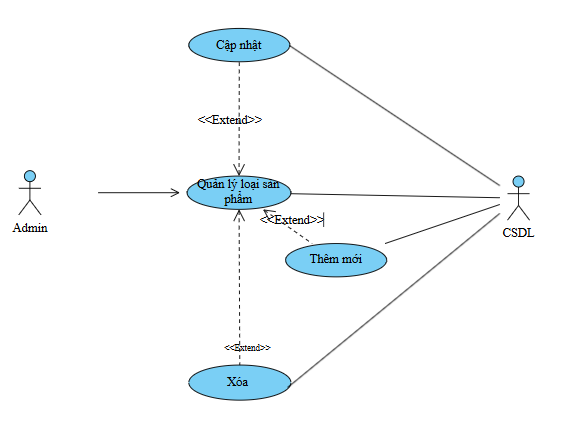 Cập nhật
<<Extend>>
Quản lý loại sản
phẩm
Admin
<<Extend>>
CSDL
Thêm mới
<<Extend>>
Xóa